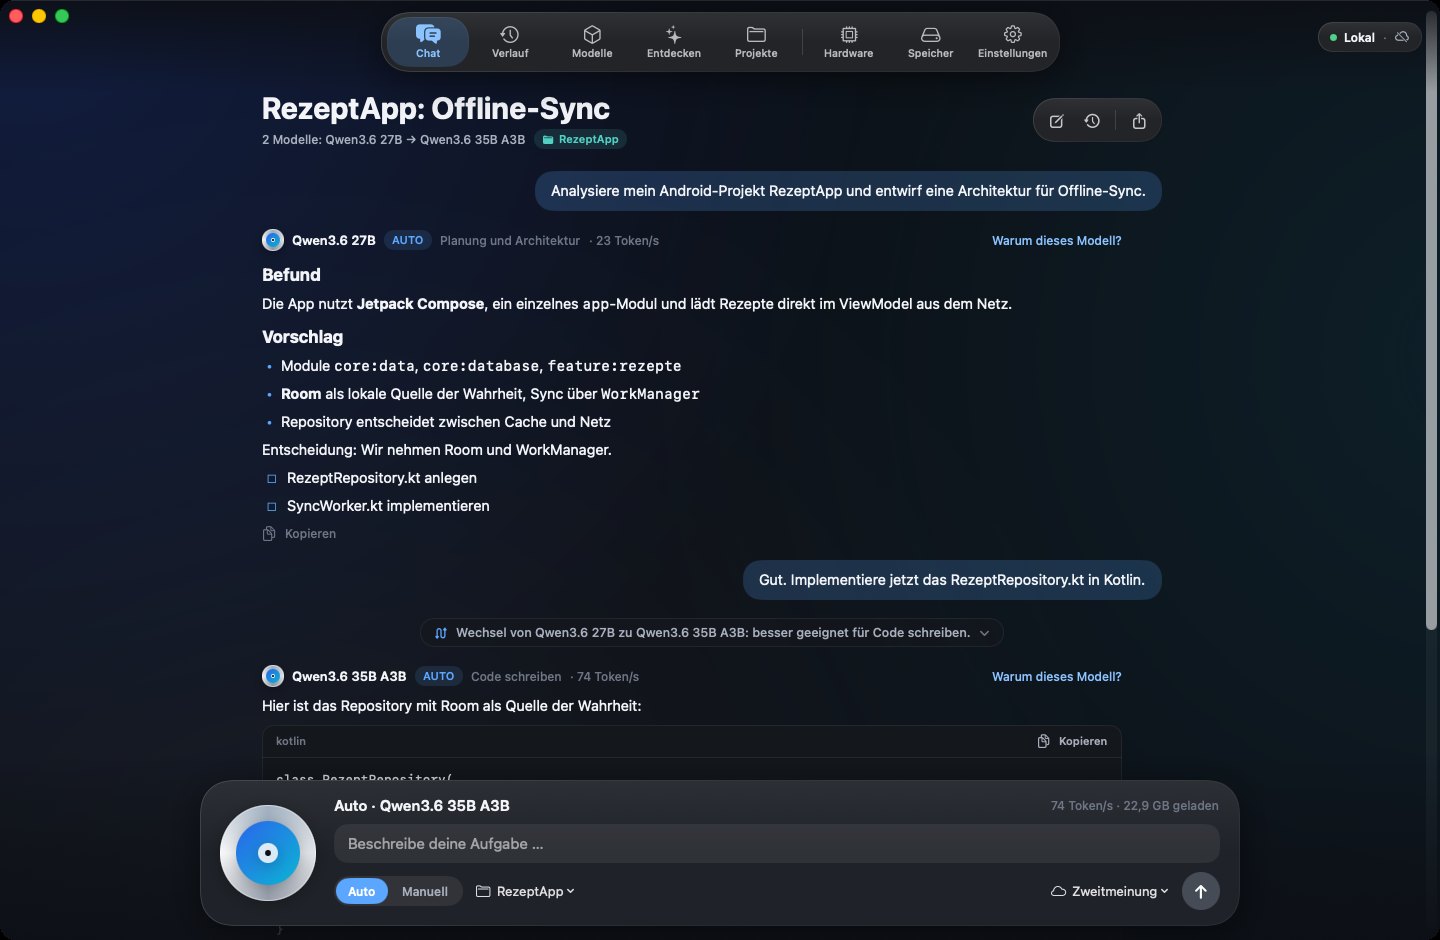 Chat
Verlauf
Modelle
Entdecken
Projekte
Hardware
Speicher
Einstellungen
Lokal ·
RezeptApp: Offline-Sync
2 Modelle: Qwen3.6 27B → Qwen3.6 35B A3B RezeptApp
Analysiere mein Android-Projekt RezeptApp und entwirf eine Architektur für Offline-Sync.
Qwen3.6 27B AUTO Planung und Architektur · 23 Token/s Warum dieses Modell?
Befund
Die App nutzt Jetpack Compose, ein einzelnes app-Modul und lädt Rezepte direkt im ViewModel aus dem Netz.
Vorschlag
• Module core:data, core:database, feature:rezepte
• Room als lokale Quelle der Wahrheit, Sync über WorkManager
• Repository entscheidet zwischen Cache und Netz
Entscheidung: Wir nehmen Room und WorkManager.
RezeptRepository.kt anlegen
SyncWorker.kt implementieren
Kopieren
Gut. Implementiere jetzt das RezeptRepository.kt in Kotlin.
Wechsel von Qwen3.6 27B zu Qwen3.6 35B A3B: besser geeignet für Code schreiben.
Qwen3.6 35B A3B AUTO Code schreiben · 74 Token/s Warum dieses Modell?
Hier ist das Repository mit Room als Quelle der Wahrheit:
kotlin Kopieren
class RezeptRepository(
Auto · Qwen3.6 35B A3B 74 Token/s · 22,9 GB geladen
Beschreibe deine Aufgabe ...
Auto Manuell RezeptApp Zweitmeinung
}